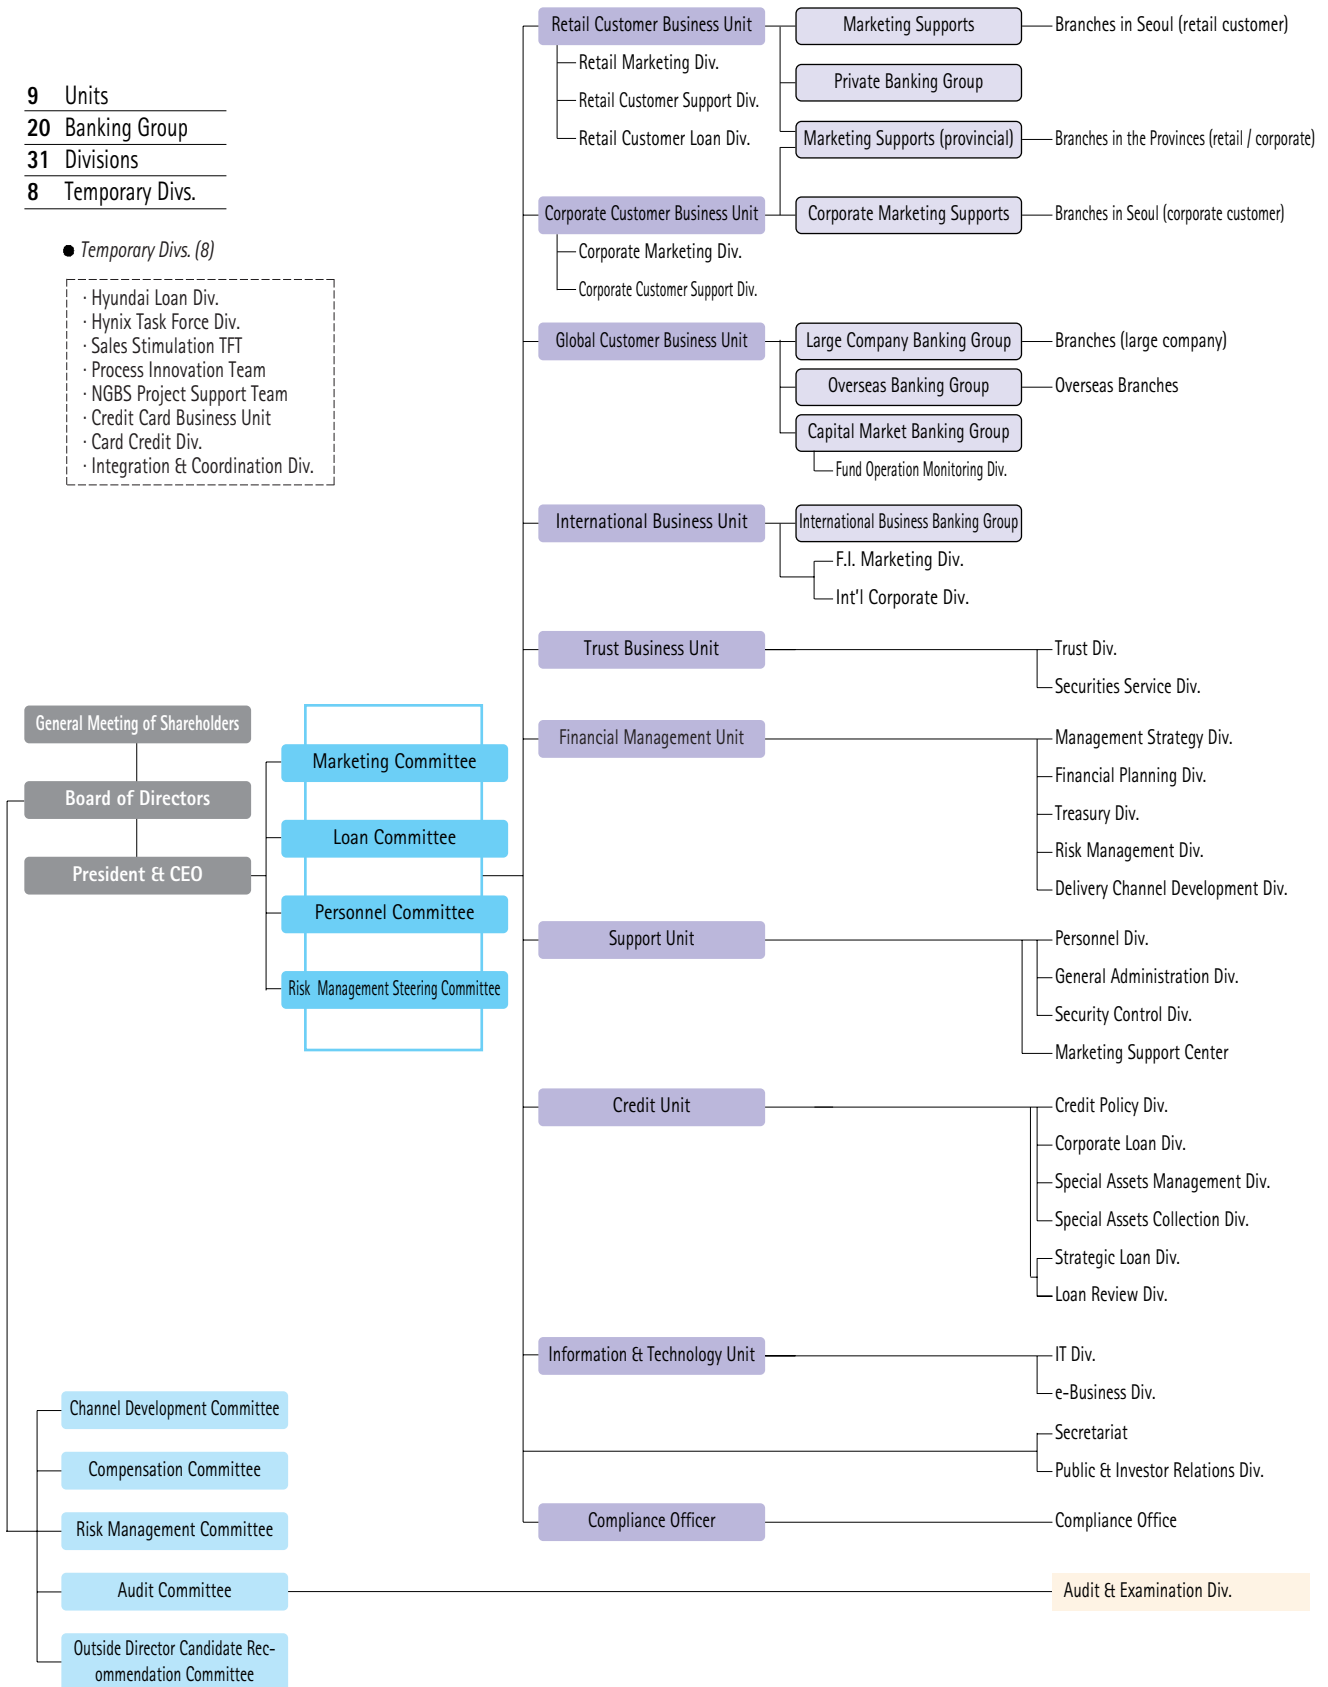 9 Units
20 Banking Group
31 Divisions
8 Temporary Divs.
● Temporary Divs. (8)
· Hyundai Loan Div.
· Hynix Task Force Div.
· Sales Stimulation TFT
· Process Innovation Team
· NGBS Project Support Team
· Credit Card Business Unit
· Card Credit Div.
· Integration & Coordination Div.
General Meeting of Shareholders
Board of Directors
President & CEO
Marketing Committee
Loan Committee
Personnel Committee
Risk Management Steering Committee
Channel Development Committee
Compensation Committee
Risk Management Committee
Audit Committee
Outside Director Candidate Rec-
ommendation Committee
Retail Customer Business Unit
Retail Marketing Div.
Retail Customer Support Div.
Retail Customer Loan Div.
Marketing Supports
Branches in Seoul (retail customer)
Private Banking Group
Marketing Supports (provincial)
Branches in the Provinces (retail / corporate)
Corporate Customer Business Unit
Corporate Marketing Div.
Corporate Customer Support Div.
Corporate Marketing Supports
Branches in Seoul (corporate customer)
Global Customer Business Unit
Large Company Banking Group
Branches (large company)
Overseas Banking Group
Overseas Branches
Capital Market Banking Group
Fund Operation Monitoring Div.
International Business Unit
International Business Banking Group
F.I. Marketing Div.
Int'l Corporate Div.
Trust Business Unit
Trust Div.
Securities Service Div.
Financial Management Unit
Management Strategy Div.
Financial Planning Div.
Treasury Div.
Risk Management Div.
Delivery Channel Development Div.
Support Unit
Personnel Div.
General Administration Div.
Security Control Div.
Marketing Support Center
Credit Unit
Credit Policy Div.
Corporate Loan Div.
Special Assets Management Div.
Special Assets Collection Div.
Strategic Loan Div.
Loan Review Div.
Information & Technology Unit
IT Div.
e-Business Div.
Secretariat
Public & Investor Relations Div.
Compliance Officer
Compliance Office
Audit & Examination Div.